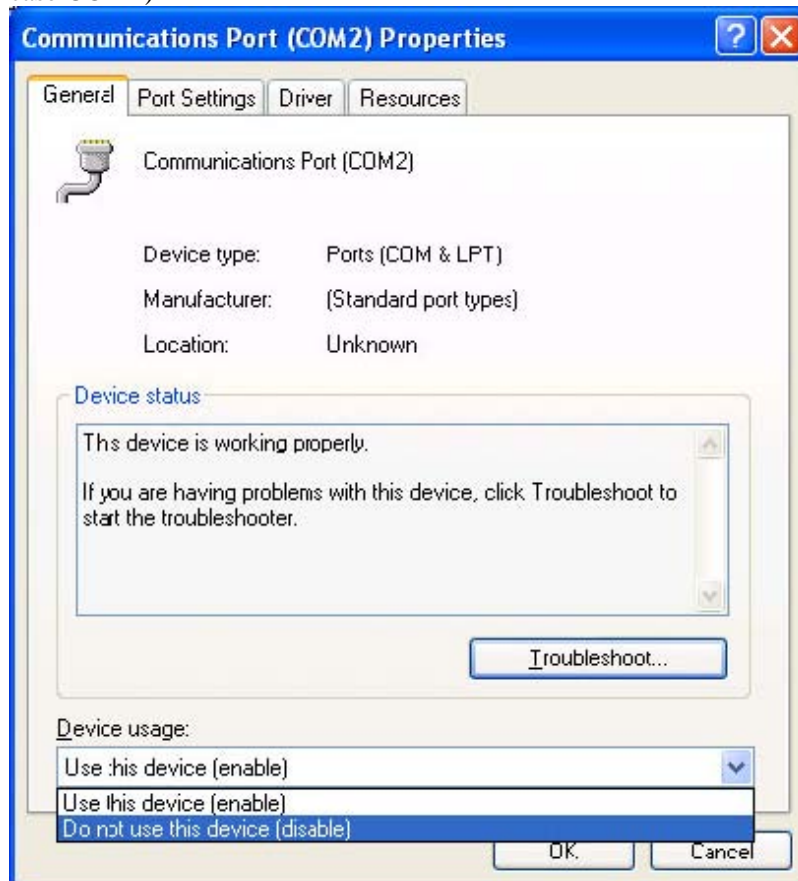 Communications Port (COM2) Properties
General Port Settings Driver Resources
Communications Port (COM2)
Device type: Ports (COM & LPT)
Manufacturer: (Standard port types)
Location: Unknown
Device status
This device is working properly.
If you are having problems with this device, click Troubleshoot to
start the troubleshooter.
Troubleshoot...
Device usage:
Use this device (enable)
Use this device (enable)
Do not use this device (disable)
OK
Cancel